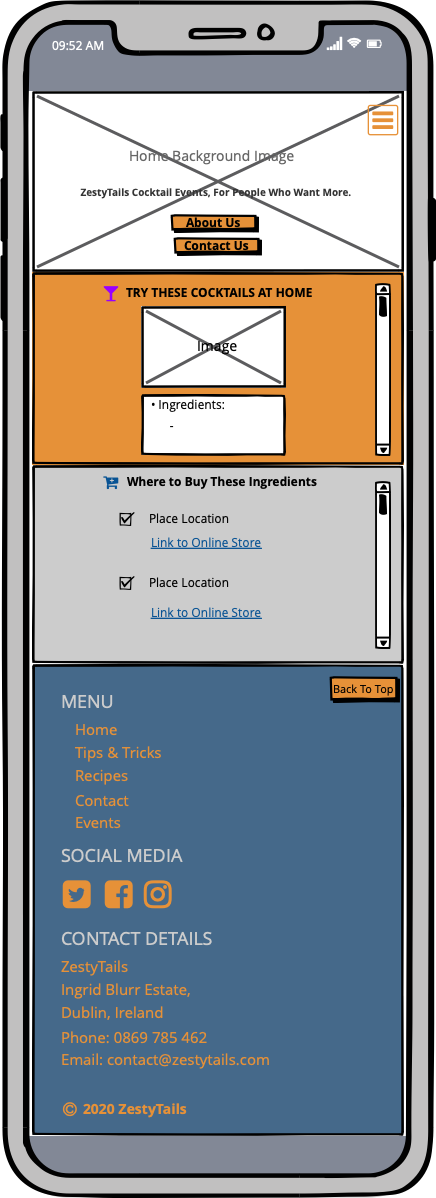 09:52 AM
Home Background Image
ZestyTails Cocktail Events, For People Who Want More.
About Us
Contact Us
TRY THESE COCKTAILS AT HOME
Image
• Ingredients:
-
Where to Buy These Ingredients
Place Location
Link to Online Store
Place Location
Link to Online Store
Back To Top
MENU
Home
Tips & Tricks
Recipes
Contact
Events
SOCIAL MEDIA
CONTACT DETAILS
ZestyTails
Ingrid Blurr Estate,
Dublin, Ireland
Phone: 0869 785 462
Email: contact@zestytails.com
© 2020 ZestyTails